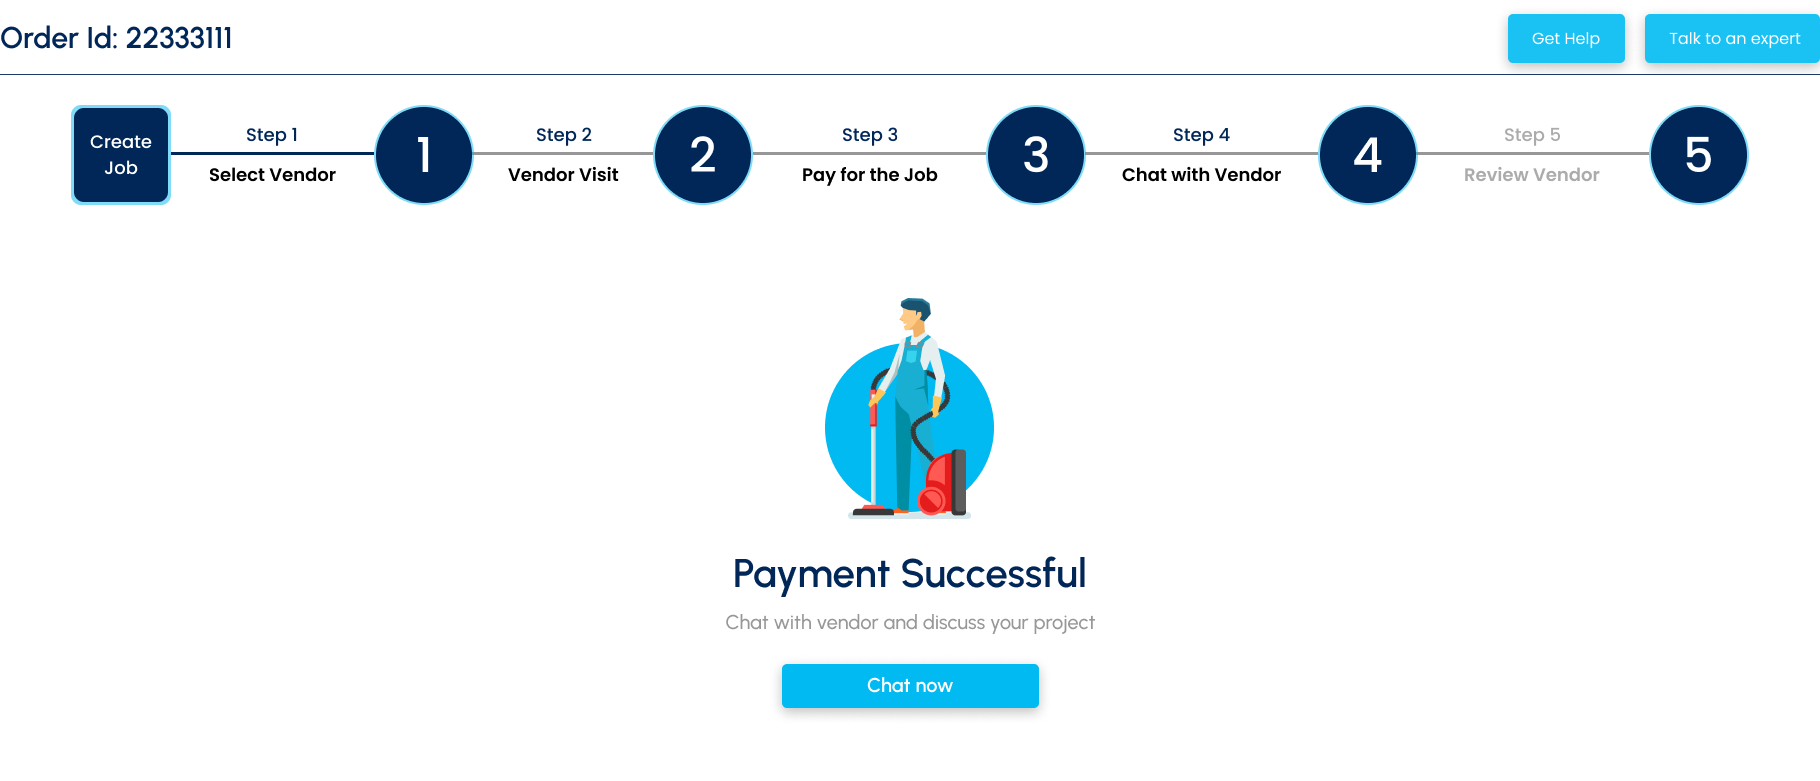 Order Id: 22333111
Get Help
Talk to an expert
Create
Job
Step 1
Select Vendor
1
Step 2
Vendor Visit
2
Step 3
Pay for the Job
3
Step 4
Chat with Vendor
4
Step 5
Review Vendor
5
Payment Successful
Chat with vendor and discuss your project
Chat now